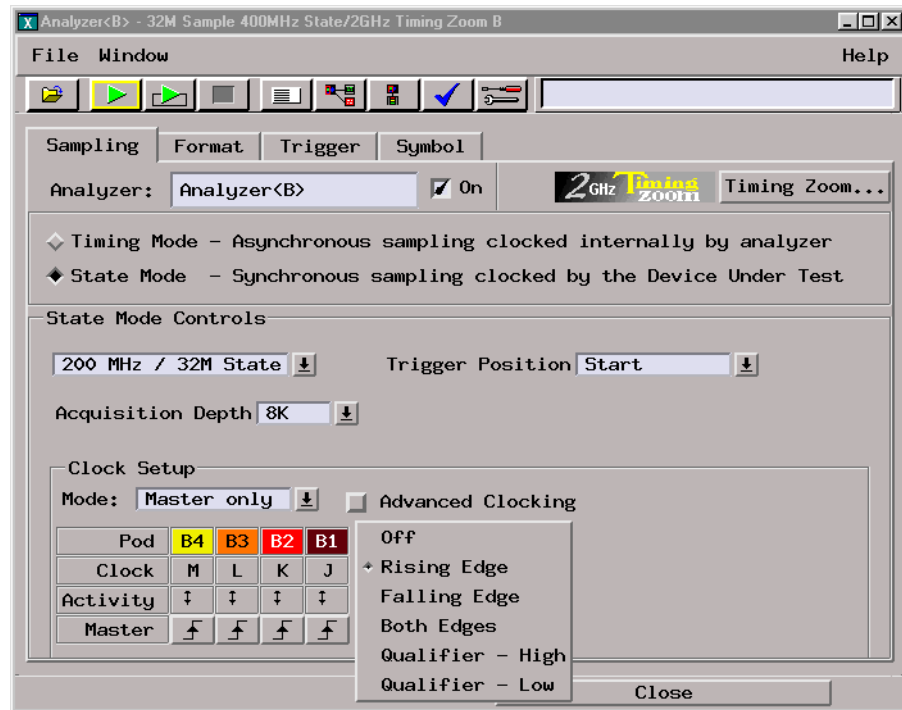 Analyzer<B> - 32M Sample 400MHz State/2GHz Timing Zoom B
File Window Help
Sampling Format Trigger Symbol
Analyzer: Analyzer<B> On 2 GHz Timing zoom Timing Zoom...
Timing Mode - Asynchronous sampling clocked internally by analyzer
State Mode - Synchronous sampling clocked by the Device Under Test
State Mode Controls
200 MHz / 32M State Trigger Position Start
Acquisition Depth 8K
Clock Setup
Mode: Master only Advanced Clocking
Pod B4 B3 B2 B1
Clock M L K J
Activity
Master
Off
Rising Edge
Falling Edge
Both Edges
Qualifier - High
Qualifier - Low
Close